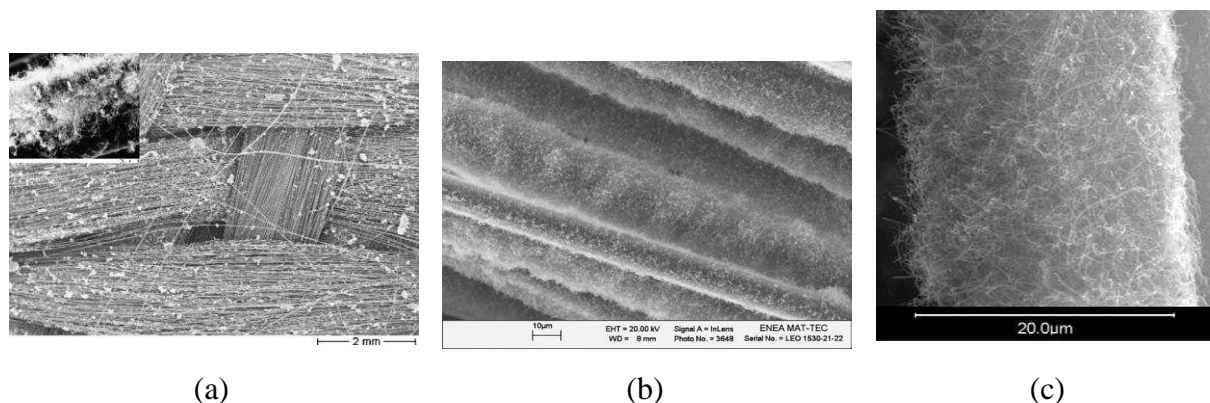 2 mm
10µm
EHT = 20.00 kV
WD = 8 mm
Signal A = InLens
Photo No. = 3648
ENEA MAT-TEC
Serial No. = LEO 1530-21-22
20.0µm
(a)
(b)
(c)